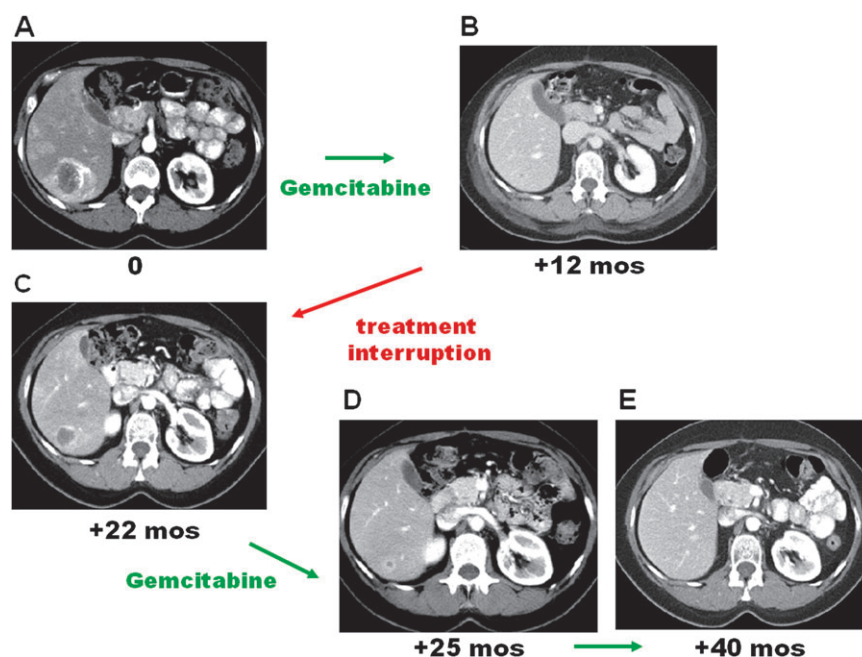 A
B
Gemcitabine
0
+12 mos
C
treatment
interruption
D
E
+22 mos
Gemcitabine
+25 mos
+40 mos